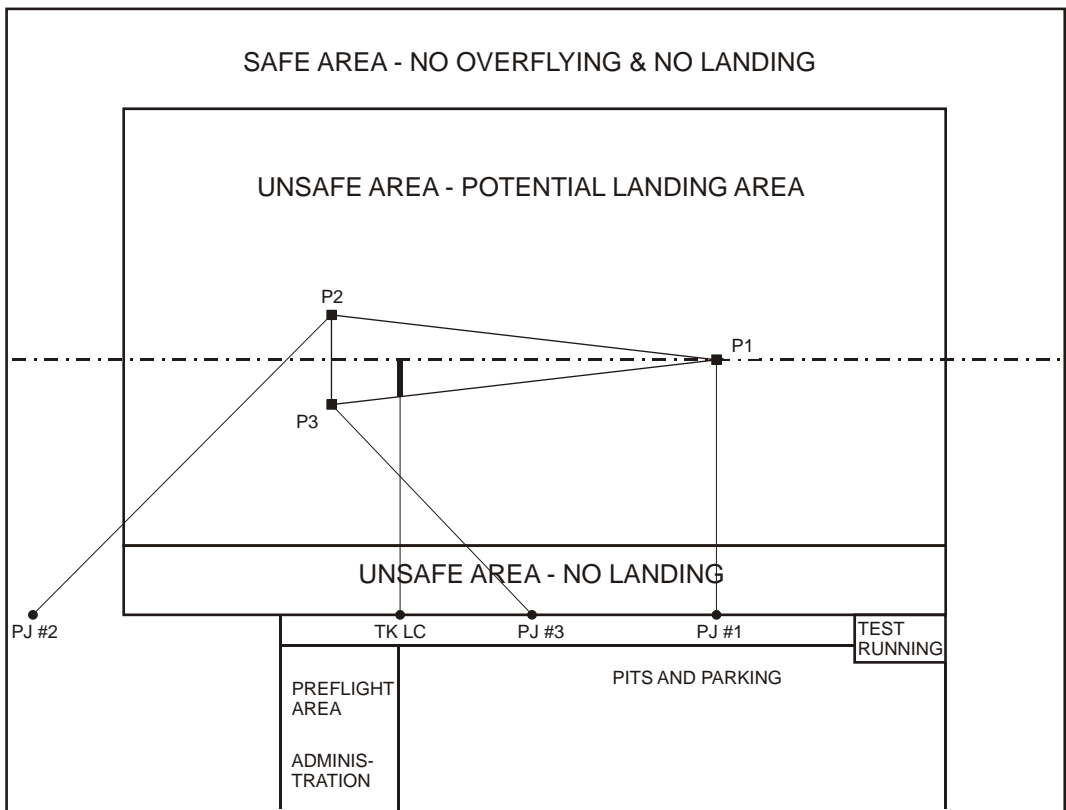 SAFE AREA - NO OVERFLYING & NO LANDING
UNSAFE AREA - POTENTIAL LANDING AREA
P2
P1
P3
UNSAFE AREA - NO LANDING
PJ #2
TK LC
PJ #3
PJ #1
TEST
RUNNING
PITS AND PARKING
PREFLIGHT
AREA
ADMINIS-
TRATION